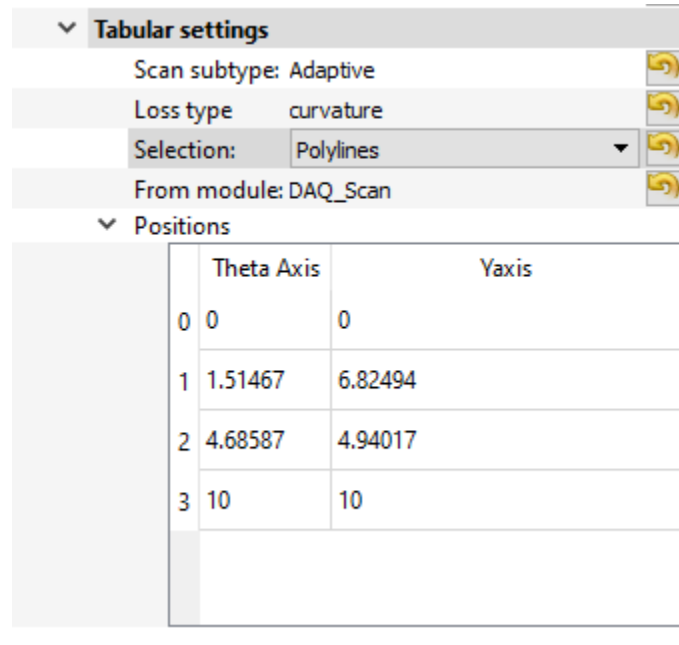 Tabular settings
Scan subtype: Adaptive
Loss type curvature
Selection: Polylines
From module: DAQ_Scan
Positions
Theta Axis Yaxis
0 0 0
1 1.51467 6.82494
2 4.68587 4.94017
3 10 10